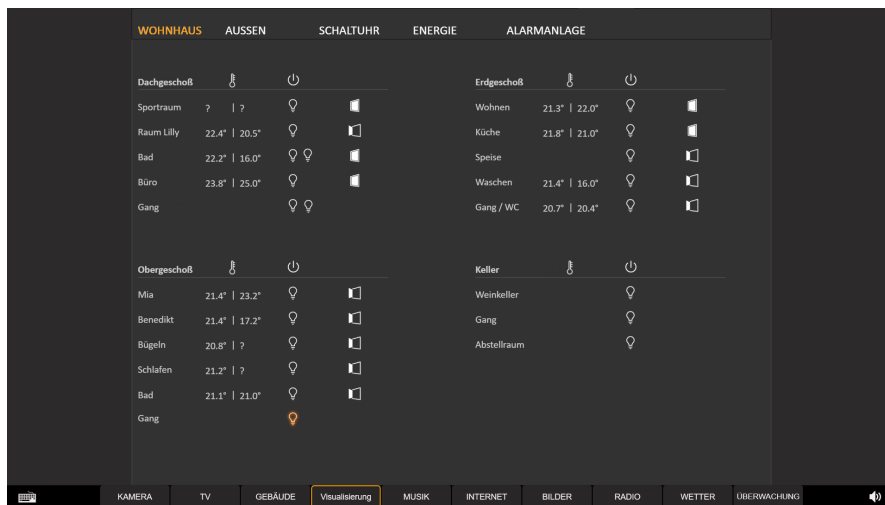 WOHNHAUS AUSSEN SCHALTUHR ENERGIE ALARMANLAGE
Dachgeschoß
Sportraum ? | ?
Raum Lilly 22.4° | 20.5°
Bad 22.2° | 16.0°
Büro 23.8° | 25.0°
Gang
Erdgeschoß
Wohnen 21.3° | 22.0°
Küche 21.8° | 21.0°
Speise
Waschen 21.4° | 16.0°
Gang / WC 20.7° | 20.4°
Obergeschoß
Mia 21.4° | 23.2°
Benedikt 21.4° | 17.2°
Bügeln 20.8° | ?
Schlafen 21.2° | ?
Bad 21.1° | 21.0°
Gang
Keller
Weinkeller
Gang
Abstellraum
KAMERA TV GEBÄUDE Visualisierung MUSIK INTERNET BILDER RADIO WETTER ÜBERWACHUNG